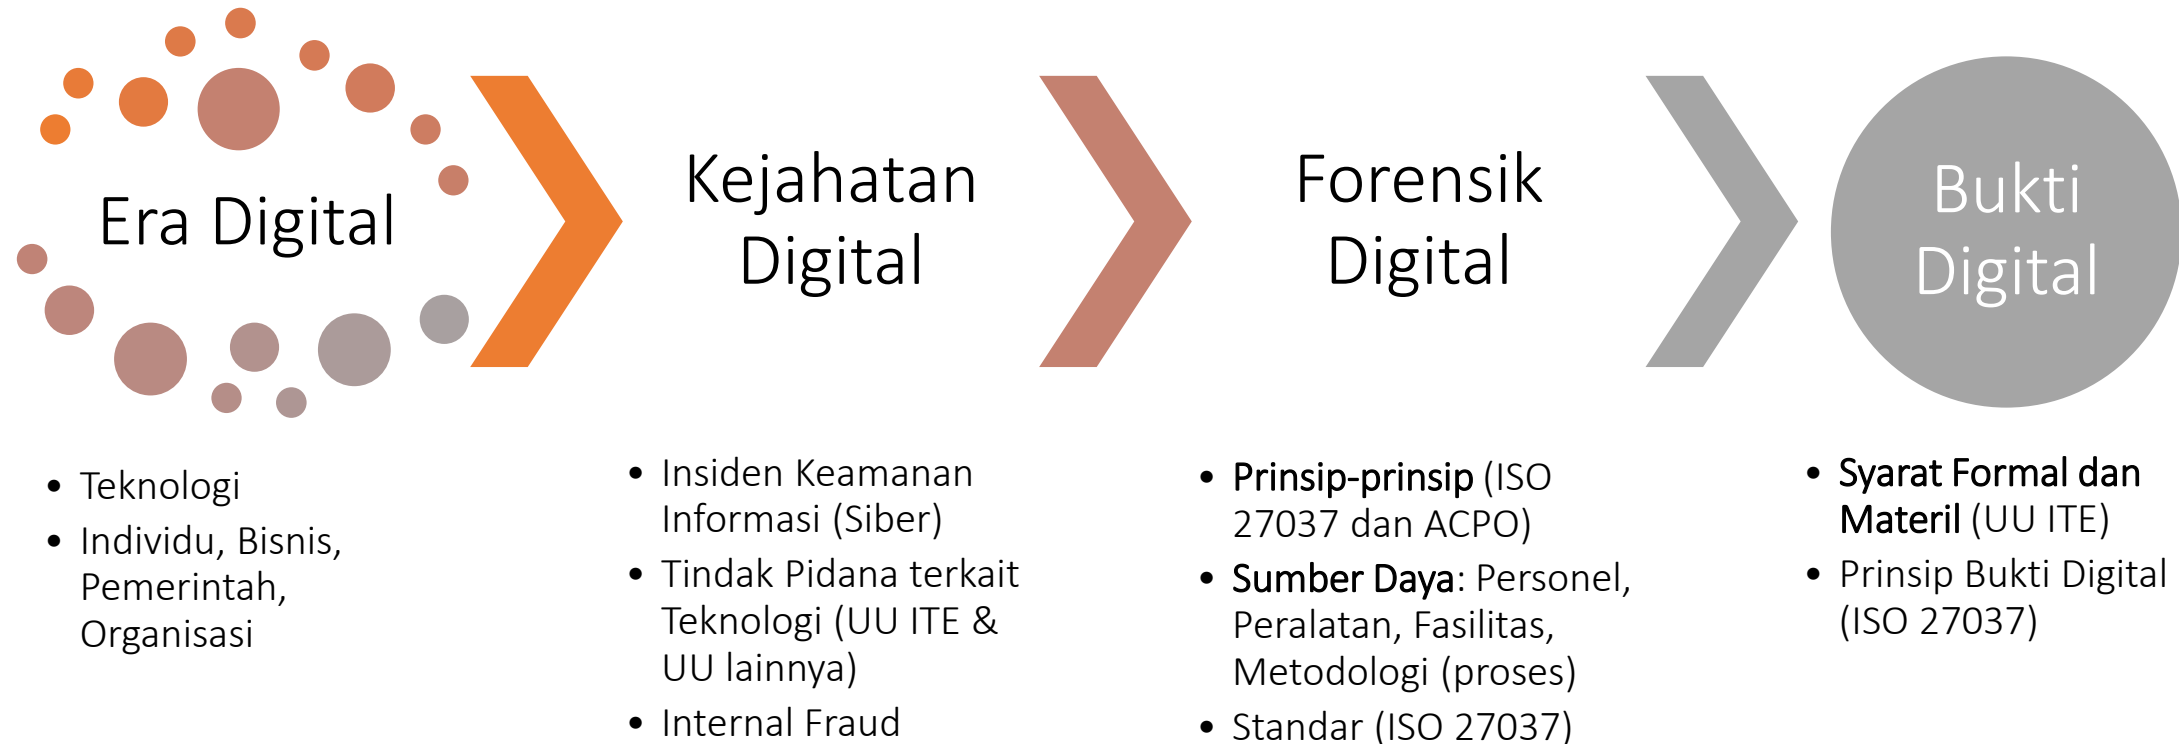 Era Digital
Kejahatan
Digital
Forensik
Digital
Bukti
Digital
• Teknologi
• Individu, Bisnis,
Pemerintah,
Organisasi
• Insiden Keamanan
Informasi (Siber)
• Tindak Pidana terkait
Teknologi (UU ITE &
UU lainnya)
• Internal Fraud
• Prinsip-prinsip (ISO
27037 dan ACPO)
• Sumber Daya: Personel,
Peralatan, Fasilitas,
Metodologi (proses)
• Standar (ISO 27037)
• Syarat Formal dan
Materil (UU ITE)
• Prinsip Bukti Digital
(ISO 27037)